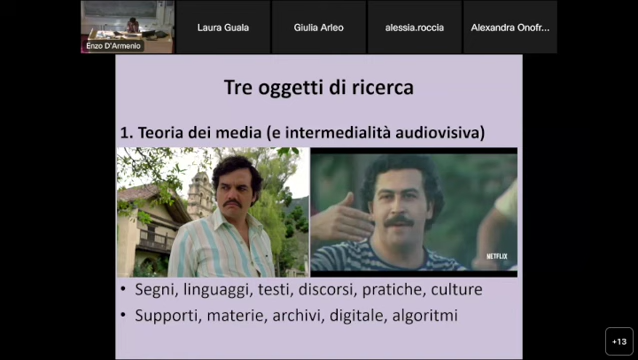 Enzo D'Armenio
Laura Guala
Giulia Arleo
alessia.roccia
Alexandra Onofr...
Tre oggetti di ricerca
1. Teoria dei media (e intermedialità audiovisiva)
NETFLIX
• Segni, linguaggi, testi, discorsi, pratiche, culture
• Supporti, materie, archivi, digitale, algoritmi
+13